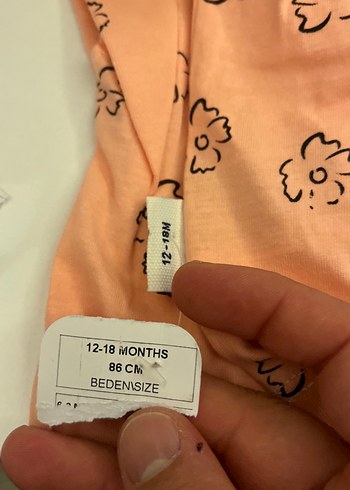 12-18M
12-18 MONTHS
86 CM
BEDEN\SIZE